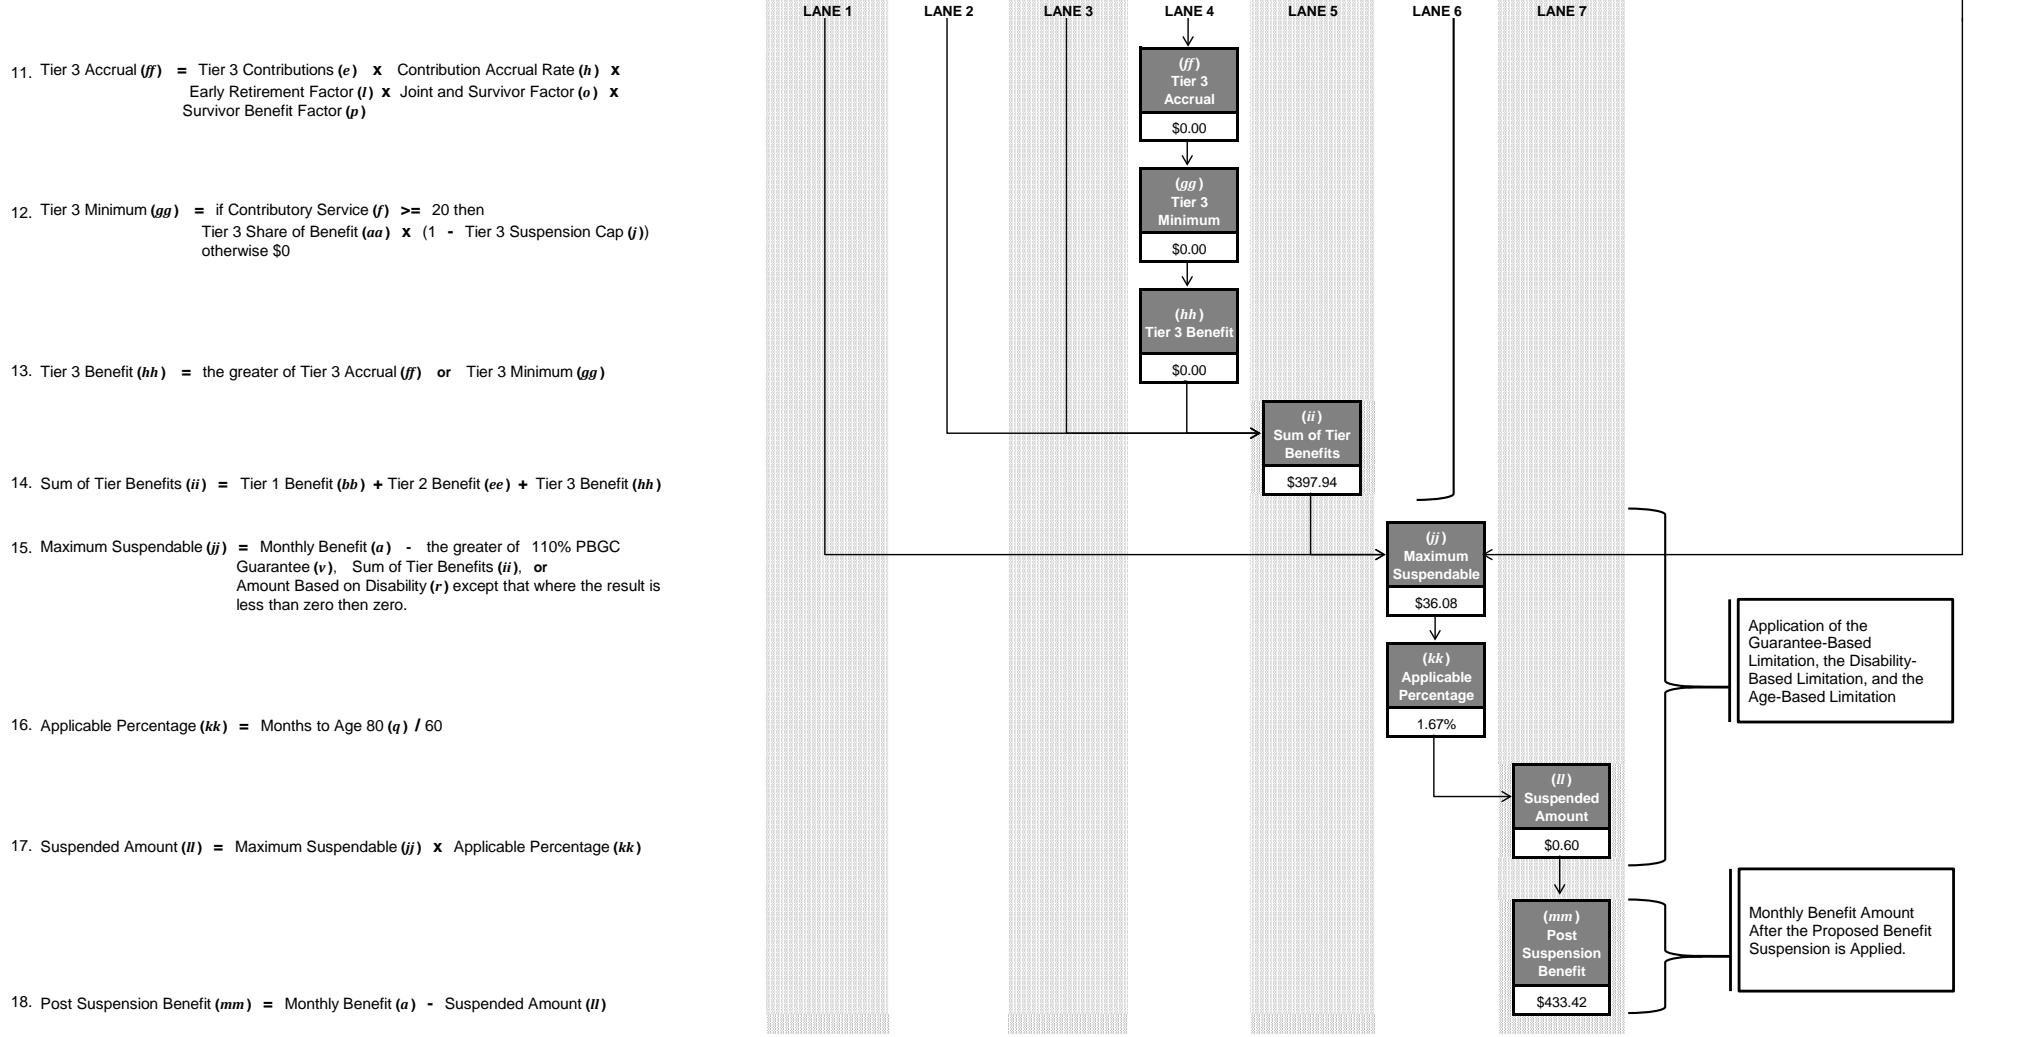 LANE 1 LANE 2 LANE 3 LANE 4 LANE 5 LANE 6 LANE 7
11. Tier 3 Accrual (ff) = Tier 3 Contributions (e) x Contribution Accrual Rate (h) x
Early Retirement Factor (l) x Joint and Survivor Factor (o) x
Survivor Benefit Factor (p)
(ff)
Tier 3
Accrual
$0.00
12. Tier 3 Minimum (gg) = if Contributory Service (f) >= 20 then
Tier 3 Share of Benefit (aa) x (1 - Tier 3 Suspension Cap (j))
otherwise $0
(gg)
Tier 3
Minimum
$0.00
(hh)
Tier 3 Benefit
$0.00
13. Tier 3 Benefit (hh) = the greater of Tier 3 Accrual (ff) or Tier 3 Minimum (gg)
(ii)
Sum of Tier
Benefits
$397.94
14. Sum of Tier Benefits (ii) = Tier 1 Benefit (bb) + Tier 2 Benefit (ee) + Tier 3 Benefit (hh)
15. Maximum Suspendable (jj) = Monthly Benefit (a) - the greater of 110% PBGC
Guarantee (v), Sum of Tier Benefits (ii), or
Amount Based on Disability (r) except that where the result is
less than zero then zero.
(jj)
Maximum
Suspendable
$36.08
(kk)
Applicable
Percentage
1.67%
Application of the
Guarantee-Based
Limitation, the Disability-
Based Limitation, and the
Age-Based Limitation
16. Applicable Percentage (kk) = Months to Age 80 (q) / 60
(ll)
Suspended
Amount
$0.60
17. Suspended Amount (ll) = Maximum Suspendable (jj) x Applicable Percentage (kk)
(mm)
Post
Suspension
Benefit
$433.42
Monthly Benefit Amount
After the Proposed Benefit
Suspension is Applied.
18. Post Suspension Benefit (mm) = Monthly Benefit (a) - Suspended Amount (ll)